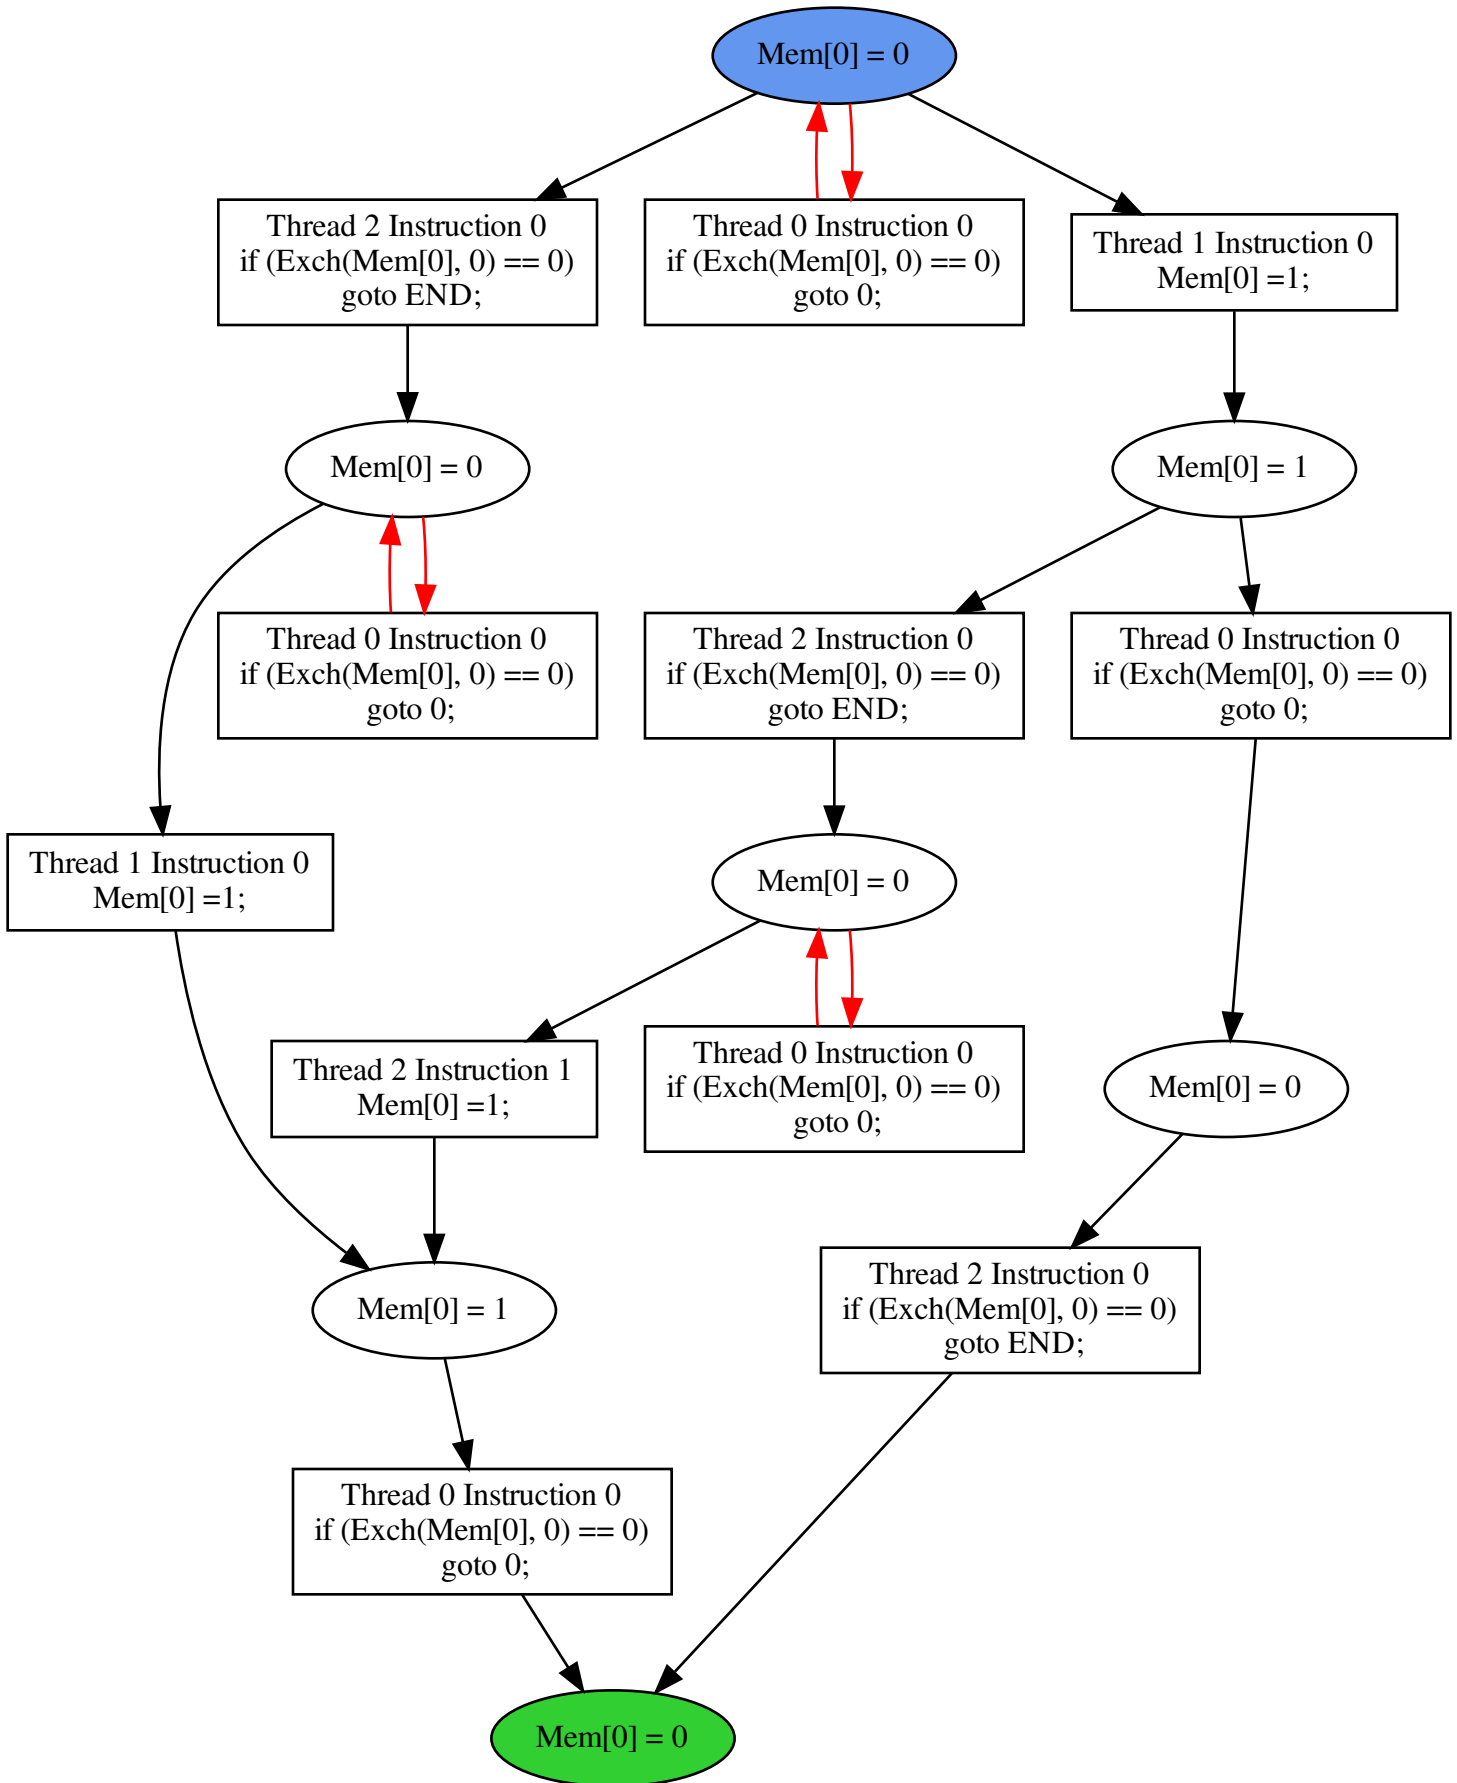 Mem[0] = 0
Thread 2 Instruction 0
if (Exch(Mem[0], 0) == 0)
goto END;
Thread 0 Instruction 0
if (Exch(Mem[0], 0) == 0)
goto 0;
Thread 1 Instruction 0
Mem[0] =1;
Mem[0] = 0
Mem[0] = 1
Thread 0 Instruction 0
if (Exch(Mem[0], 0) == 0)
goto 0;
Thread 2 Instruction 0
if (Exch(Mem[0], 0) == 0)
goto END;
Thread 0 Instruction 0
if (Exch(Mem[0], 0) == 0)
goto 0;
Thread 1 Instruction 0
Mem[0] =1;
Mem[0] = 0
Thread 2 Instruction 1
Mem[0] =1;
Thread 0 Instruction 0
if (Exch(Mem[0], 0) == 0)
goto 0;
Mem[0] = 0
Mem[0] = 1
Thread 2 Instruction 0
if (Exch(Mem[0], 0) == 0)
goto END;
Thread 0 Instruction 0
if (Exch(Mem[0], 0) == 0)
goto 0;
Mem[0] = 0